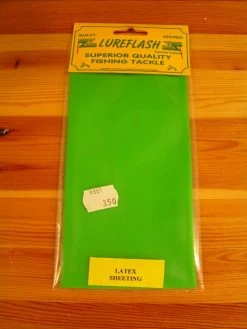 QUALITY ASSURED
LUREFLASH
SUPERIOR QUALITY
FISHING TACKLE
350
LATEX
SHEETING